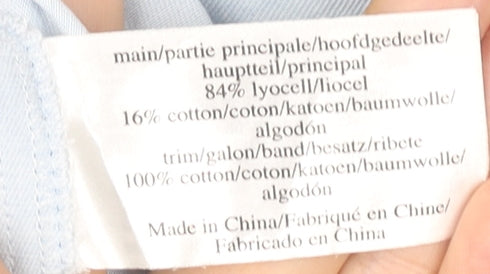 main/partie principale/hoofdgedeelte/
hauptteil/principal
84% lyocell/liocel
16% cotton/coton/katoen/baumwolle/
algodón
trim/galon/band/besatz/ribete
100% cotton/coton/katoen/baumwolle/
algodón
Made in China/Fabriqué en Chine/
Fabricado en China